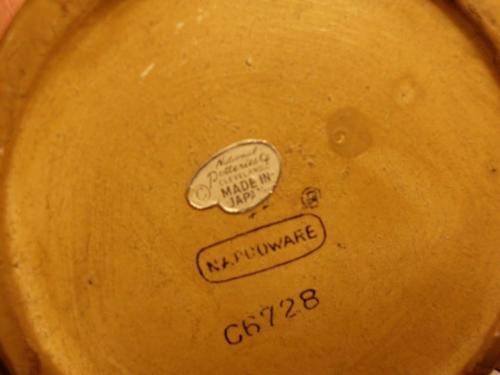 National
Potteries Co
CLEVELAND
MADE IN
JAPAN
©
®
NAPCOWARE
C6728